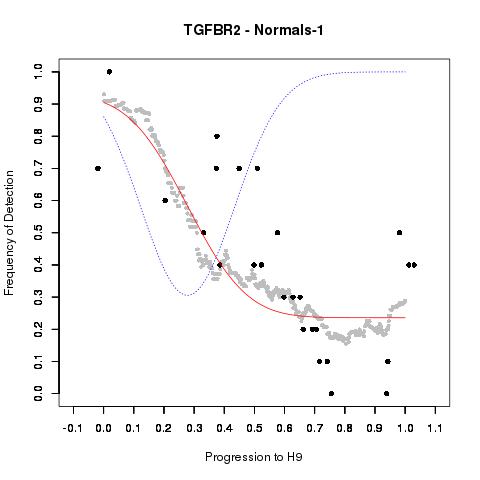 TGFBR2 - Normals-1
Frequency of Detection
1.0
0.9
0.8
0.7
0.6
0.5
0.4
0.3
0.2
0.1
0.0
-0.1 0.0 0.1 0.2 0.3 0.4 0.5 0.6 0.7 0.8 0.9 1.0 1.1
Progression to H9